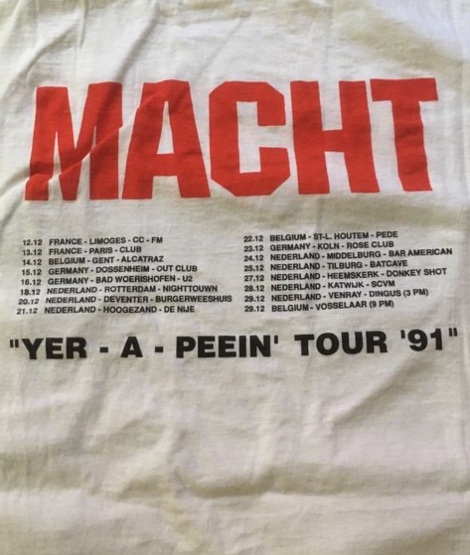 MACHT
12.12 FRANCE - LIMOGES - CC - FM
13.12 FRANCE - PARIS - CLUB
14.12 BELGIUM - GENT - ALCATRAZ
15.12 GERMANY - DOSSENHEIM - OUT CLUB
16.12 GERMANY - BAD WOERISHOFEN - U2
18.12 NEDERLAND - ROTTERDAM - NIGHTTOUWN
20.12 NEDERLAND - DEVENTER - BURGERWEESHUIS
21.12 NEDERLAND - HOOGEZAND - DE NIJE
22.12 BELGIUM - ST-L. HOUTEM - PEDE
23.12 GERMANY - KOLN - ROSE CLUB
24.12 NEDERLAND - MIDDELBURG - BAR AMERICAN
25.12 NEDERLAND - TILBURG - BATCAVE
27.12 NEDERLAND - HEEMSKERK - DONKEY SHOT
28.12 NEDERLAND - KATWIJK - SCVM
29.12 NEDERLAND - VENRAY - DINGUS (3 PM)
29.12 BELGIUM - VOSSELAAR (9 PM)
"YER - A - PEEIN' TOUR '91"